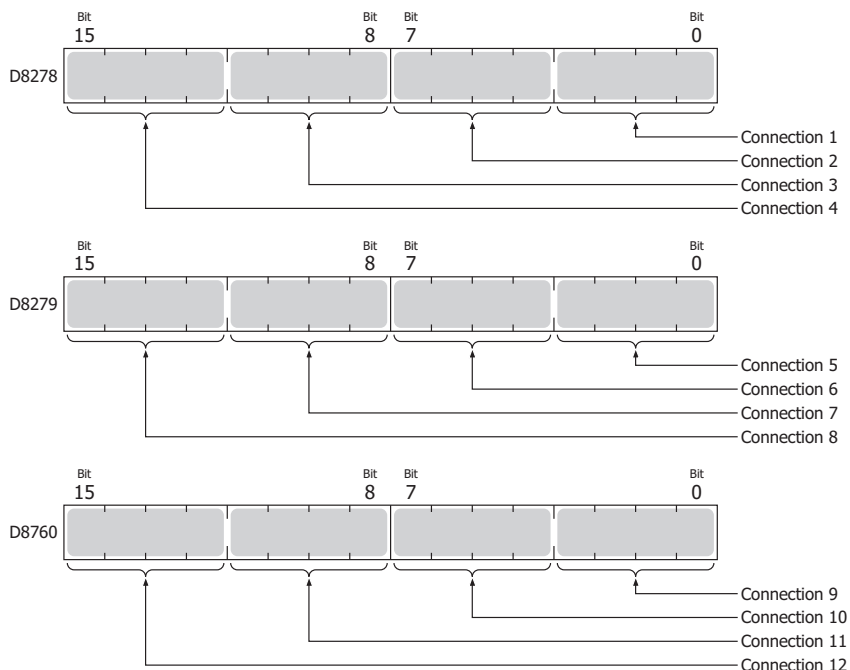 Bit Bit Bit Bit
15 8 7 0
D8278
Connection 1
Connection 2
Connection 3
Connection 4
Bit Bit Bit Bit
15 8 7 0
D8279
Connection 5
Connection 6
Connection 7
Connection 8
Bit Bit Bit Bit
15 8 7 0
D8760
Connection 9
Connection 10
Connection 11
Connection 12